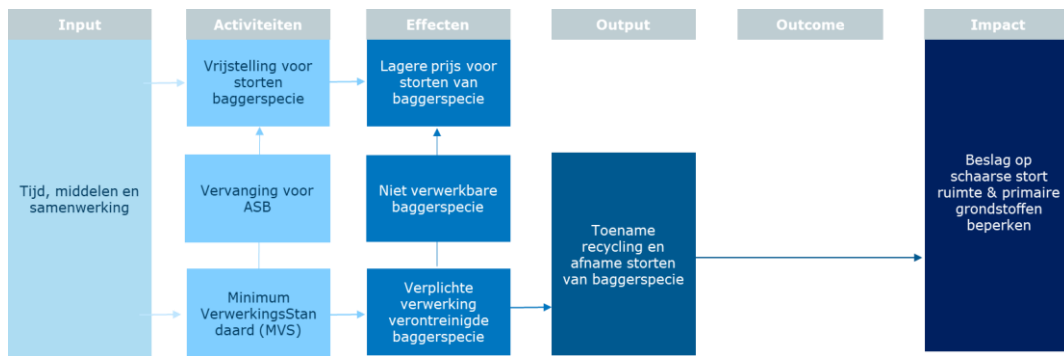 Input
Activiteiten
Effecten
Output
Outcome
Impact
Tijd, middelen en
samenwerking
Vrijstelling voor
storten
baggerspecie
Vervanging voor
ASB
Minimum
VerwerkingsStan
daard (MVS)
Lagere prijs voor
storten van
baggerspecie
Niet verwerkbare
baggerspecie
Verplichte
verwerking
verontreinigde
baggerspecie
Toename
recycling en
afname storten
van baggerspecie
Beslag op
schaarse stort
ruimte & primaire
grondstoffen
beperken